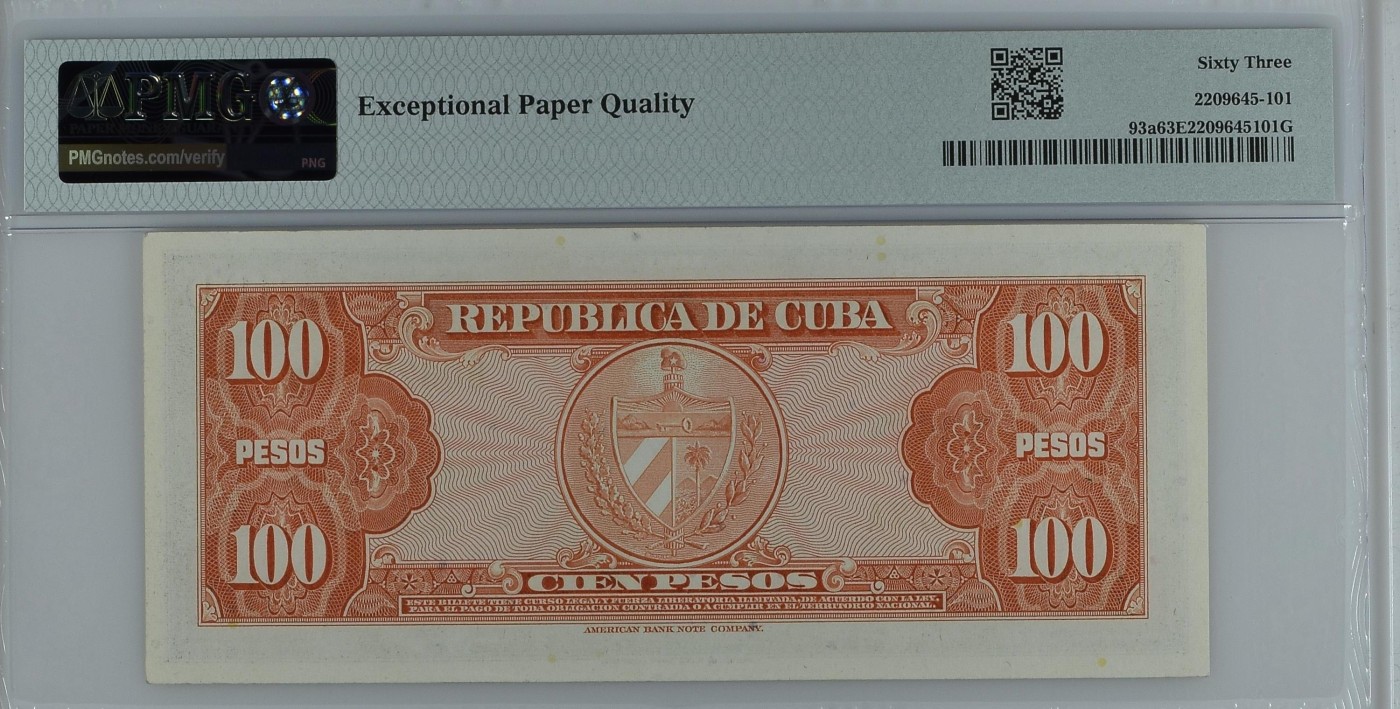 PMG
PMGnotes.com/verify
PNG
Exceptional Paper Quality
Sixty Three
2209645-101
93a63E2209645101G
REPUBLICA DE CUBA
100
100
PESOS
PESOS
100
100
CIEN PESOS
ESTE BILLETE TIENE CURSO LEGAL Y FUERZA LIBERATORIA ILIMITADA, DE ACUERDO CON LA LEY,
PARA EL PAGO DE TODA OBLIGACION CONTRAIDA O A CUMPLIR EN EL TERRITORIO NACIONAL.
AMERICAN BANK NOTE COMPANY.